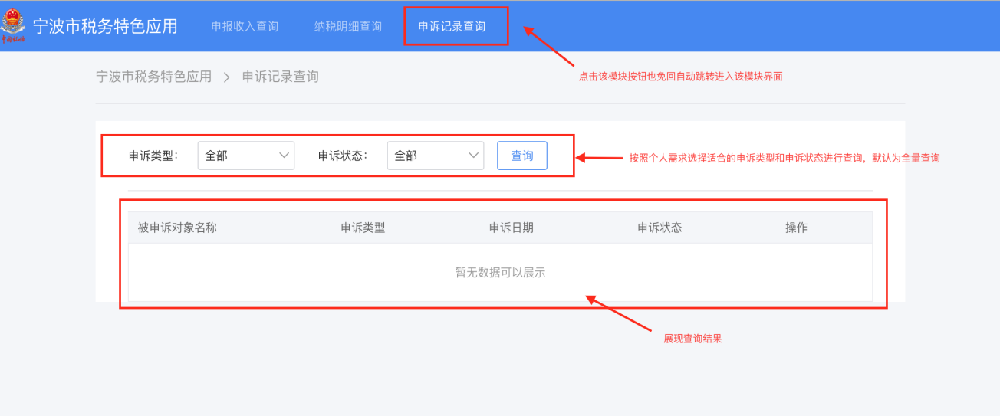 宁波市税务特色应用 申报收入查询 纳税明细查询 申诉记录查询
中国税务
宁波市税务特色应用 > 申诉记录查询
点击该模块按钮也免回自动跳转进入该模块界面
申诉类型： 全部 申诉状态： 全部 查询
按照个人需求选择适合的申诉类型和申诉状态进行查询，默认为全量查询
被申诉对象名称 申诉类型 申诉日期 申诉状态 操作
暂无数据可以展示
展现查询结果